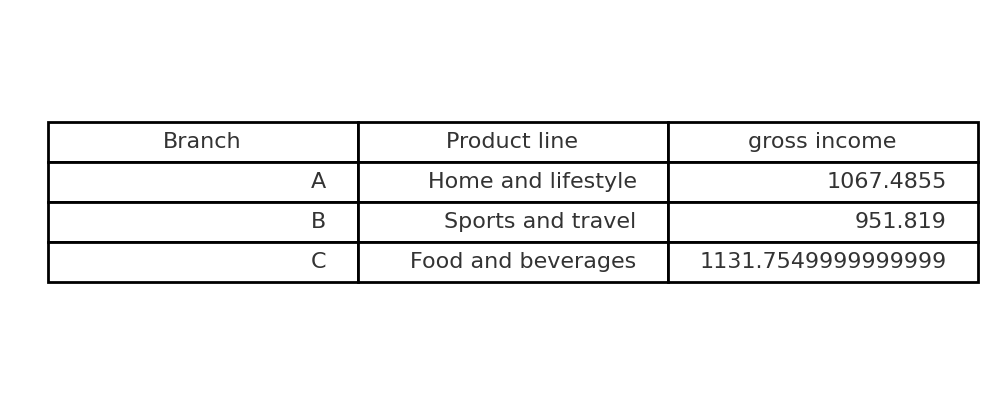 Branch Product line gross income
A Home and lifestyle 1067.4855
B Sports and travel 951.819
C Food and beverages 1131.7549999999999